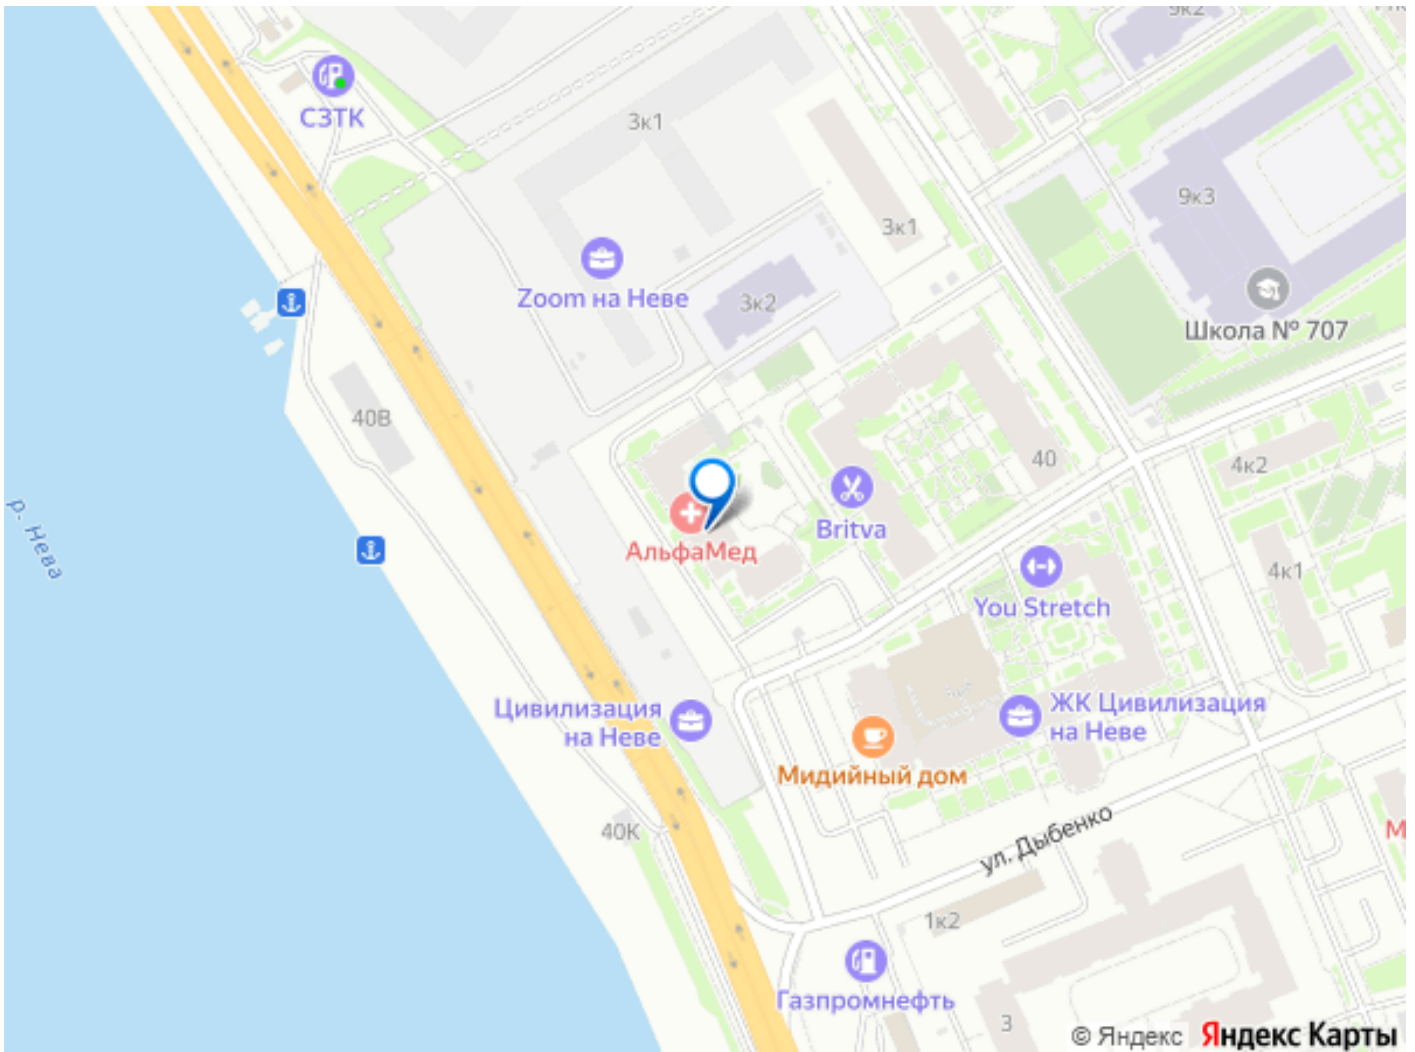 9к2
СЗТК
3к1
9к3
3к1
Zoom на Неве
3к2
Школа № 707
40В
40
4к2
р. Нева
Britva
АльфаМед
4к1
You Stretch
Цивилизация
на Неве
ЖК Цивилизация
на Неве
Мидийный дом
40К
ул. Дыбенко
1к2
Газпромнефть
3
© Яндекс Яндекс Карты